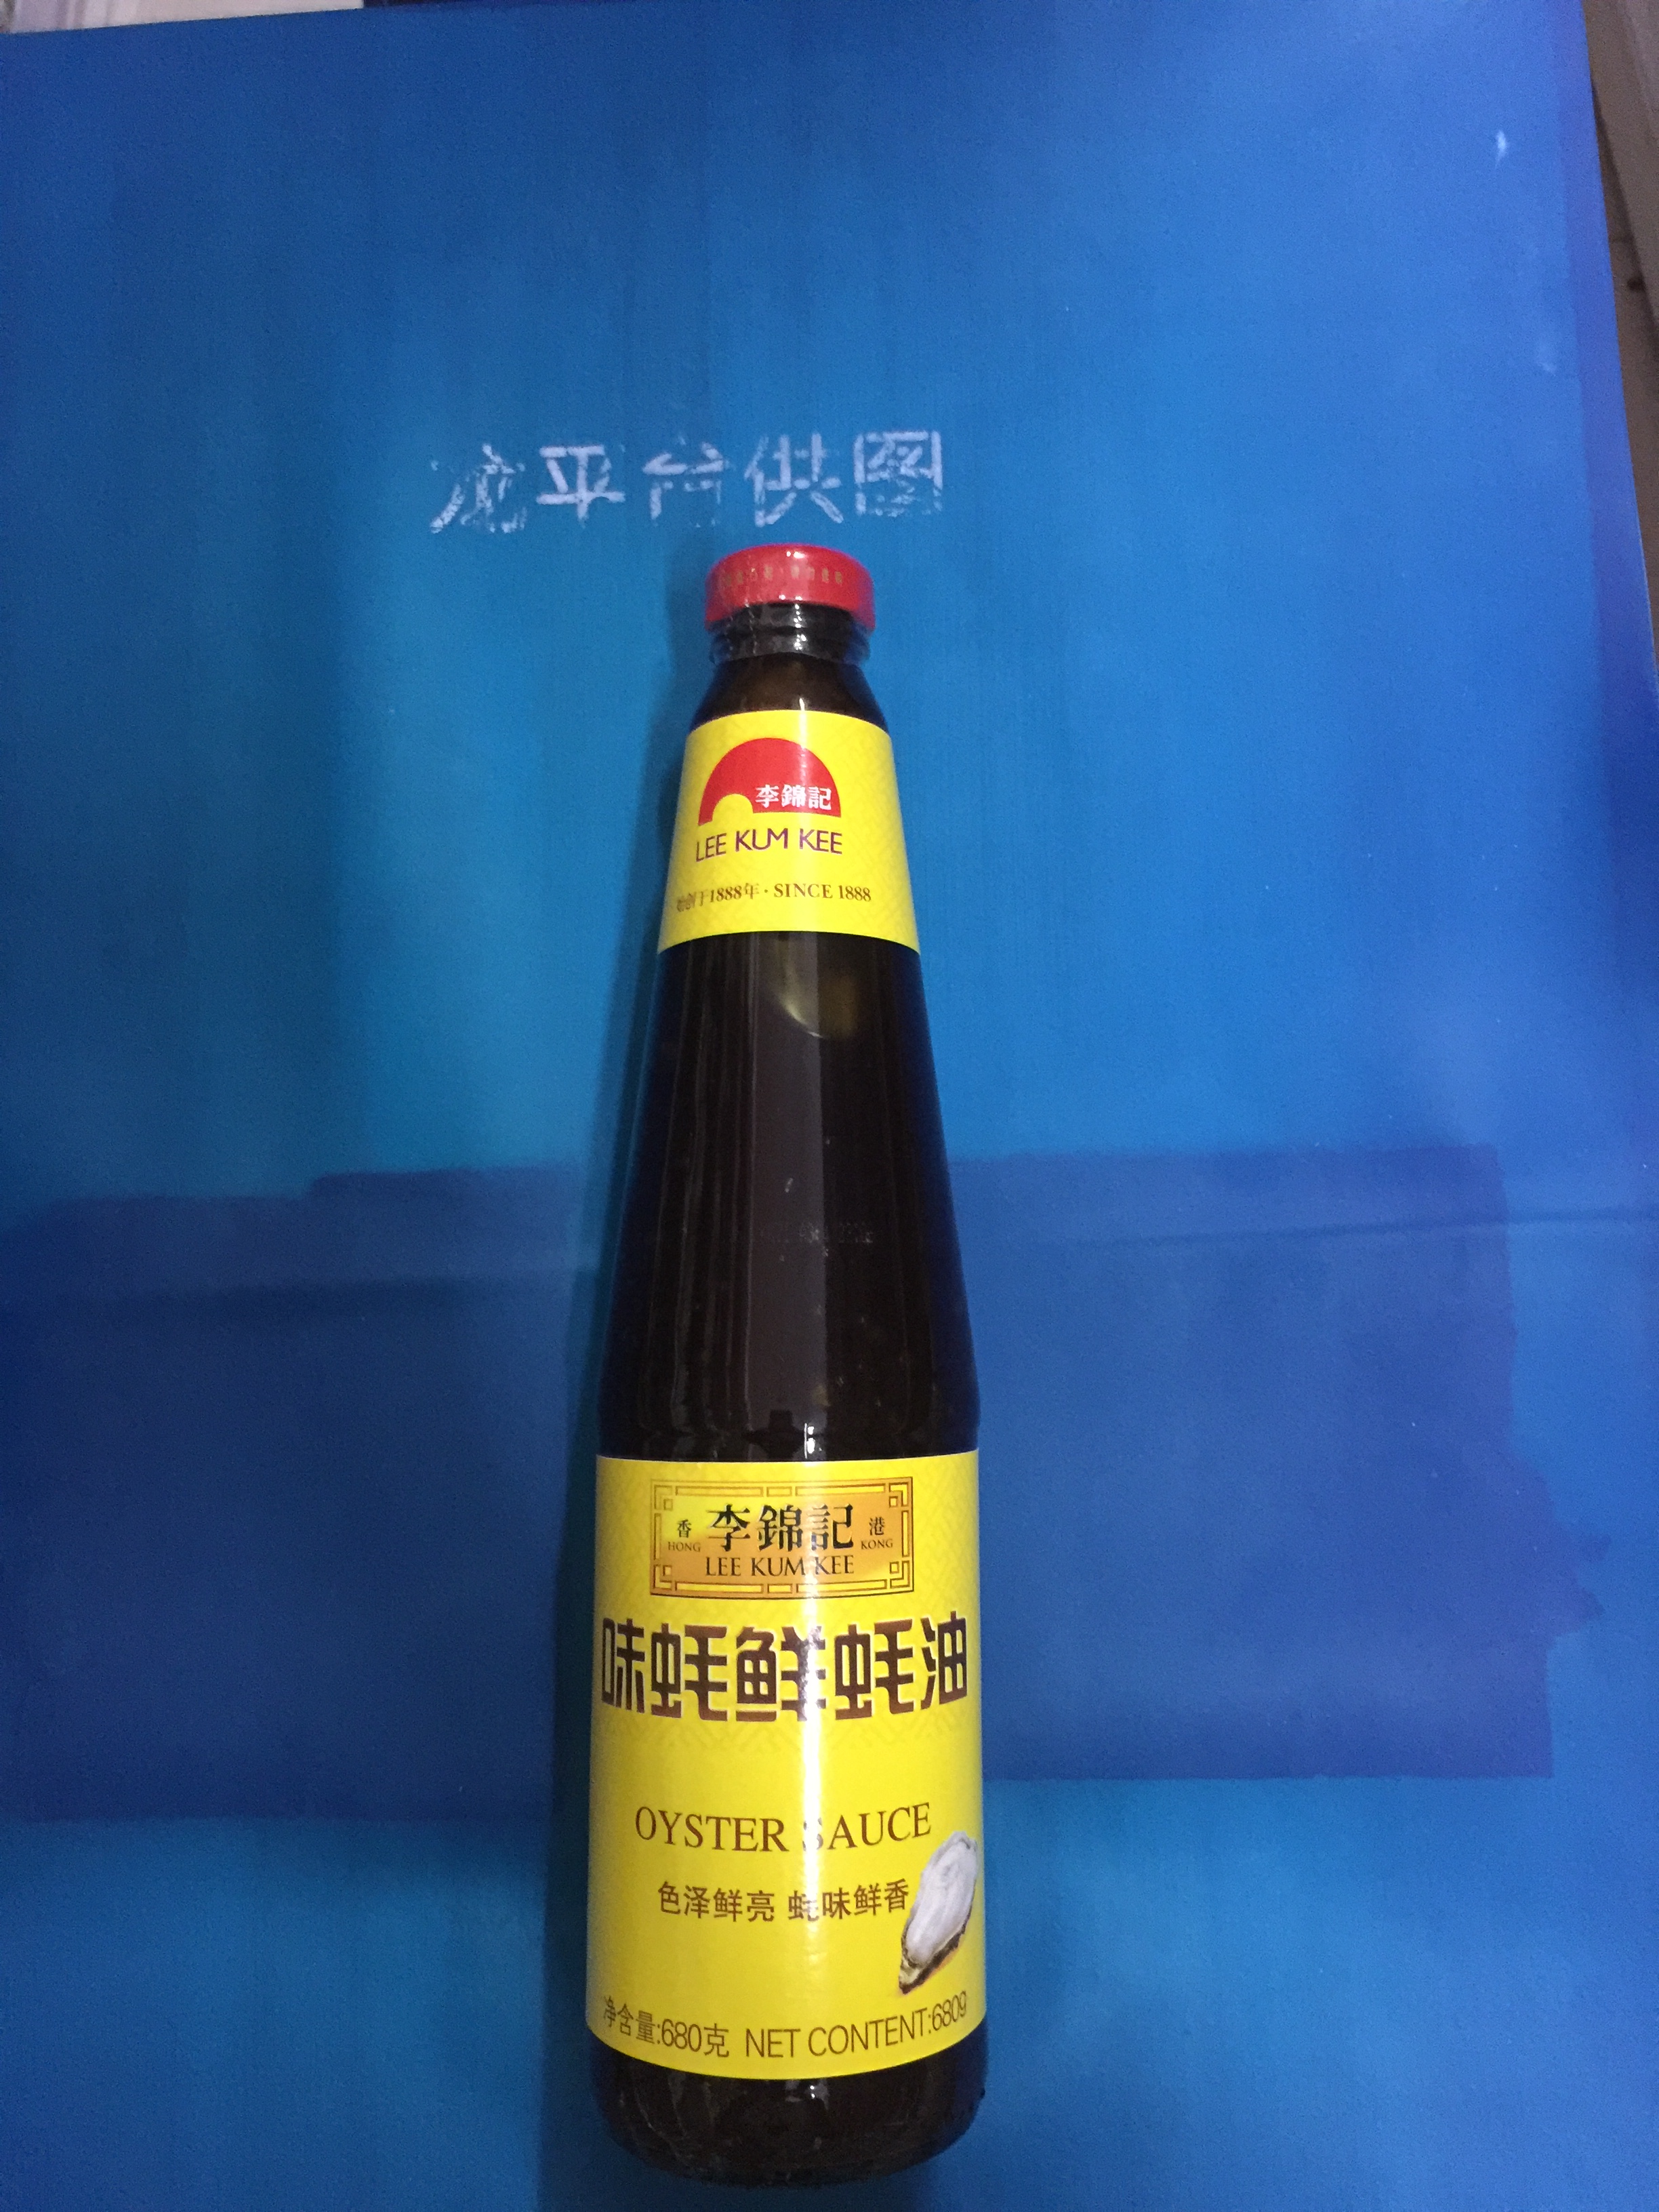 平台供图
李錦記
LEE KUM KEE
始创于1888年·SINCE 1888
香 李錦記 港
HONG LEE KUM KEE KONG
味蚝鲜蚝油
OYSTER SAUCE
色泽鲜亮 蚝味鲜香
净含量:680克 NET CONTENT:680g